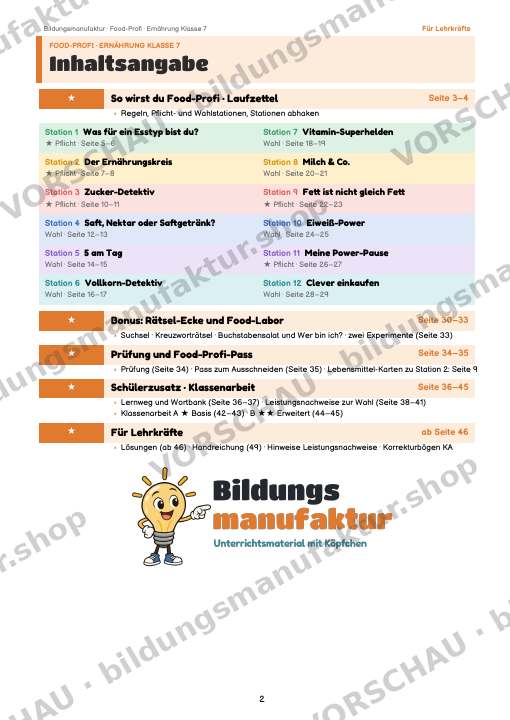 Bildungsmanufaktur · Food-Profi · Ernährung Klasse 7
Für Lehrkräfte
FOOD-PROFI · ERNÄHRUNG KLASSE 7
Inhaltsangabe
★ So wirst du Food-Profi · Laufzettel Seite 3–4
◦ Regeln, Pflicht- und Wahlstationen, Stationen abhaken
Station 1 Was für ein Esstyp bist du?
★ Pflicht · Seite 5–6
Station 7 Vitamin-Superhelden
Wahl · Seite 18–19
Station 2 Der Ernährungskreis
★ Pflicht · Seite 7–8
Station 8 Milch & Co.
Wahl · Seite 20–21
Station 3 Zucker-Detektiv
★ Pflicht · Seite 10–11
Station 9 Fett ist nicht gleich Fett
★ Pflicht · Seite 22–23
Station 4 Saft, Nektar oder Saftgetränk?
Wahl · Seite 12–13
Station 10 Eiweiß-Power
Wahl · Seite 24–25
Station 5 5 am Tag
Wahl · Seite 14–15
Station 11 Meine Power-Pause
★ Pflicht · Seite 26–27
Station 6 Vollkorn-Detektiv
Wahl · Seite 16–17
Station 12 Clever einkaufen
Wahl · Seite 28–29
★ Bonus: Rätsel-Ecke und Food-Labor Seite 30–33
◦ Suchsel · Kreuzworträtsel · Buchstabensalat und Wer bin ich? · zwei Experimente (Seite 33)
★ Prüfung und Food-Profi-Pass Seite 34–35
◦ Prüfung (Seite 34) · Pass zum Ausschneiden (Seite 35) · Lebensmittel-Karten zu Station 2: Seite 9
★ Schülerzusatz · Klassenarbeit Seite 36–45
◦ Lernweg und Wortbank (Seite 36–37) · Leistungsnachweise zur Wahl (Seite 38–41)
◦ Klassenarbeit A ★ Basis (42–43) · B ★★ Erweitert (44–45)
★ Für Lehrkräfte ab Seite 46
◦ Lösungen (ab 46) · Handreichung (49) · Hinweise Leistungsnachweise · Korrekturbögen KA
Bildungs
manufaktur
Unterrichtsmaterial mit Köpfchen
2
VORSCHAU · bildungsmanufaktur.shop